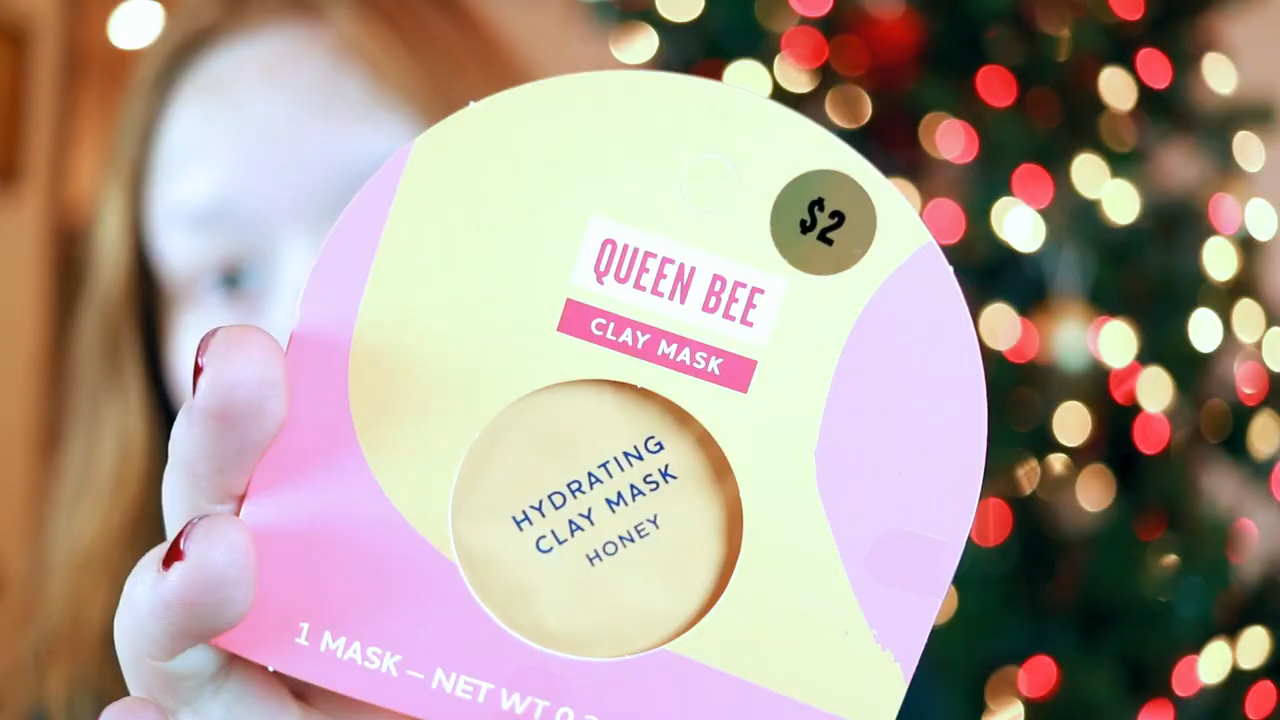 $2
QUEEN BEE
CLAY MASK
HYDRATING
CLAY MASK
HONEY
1 MASK – NET WT